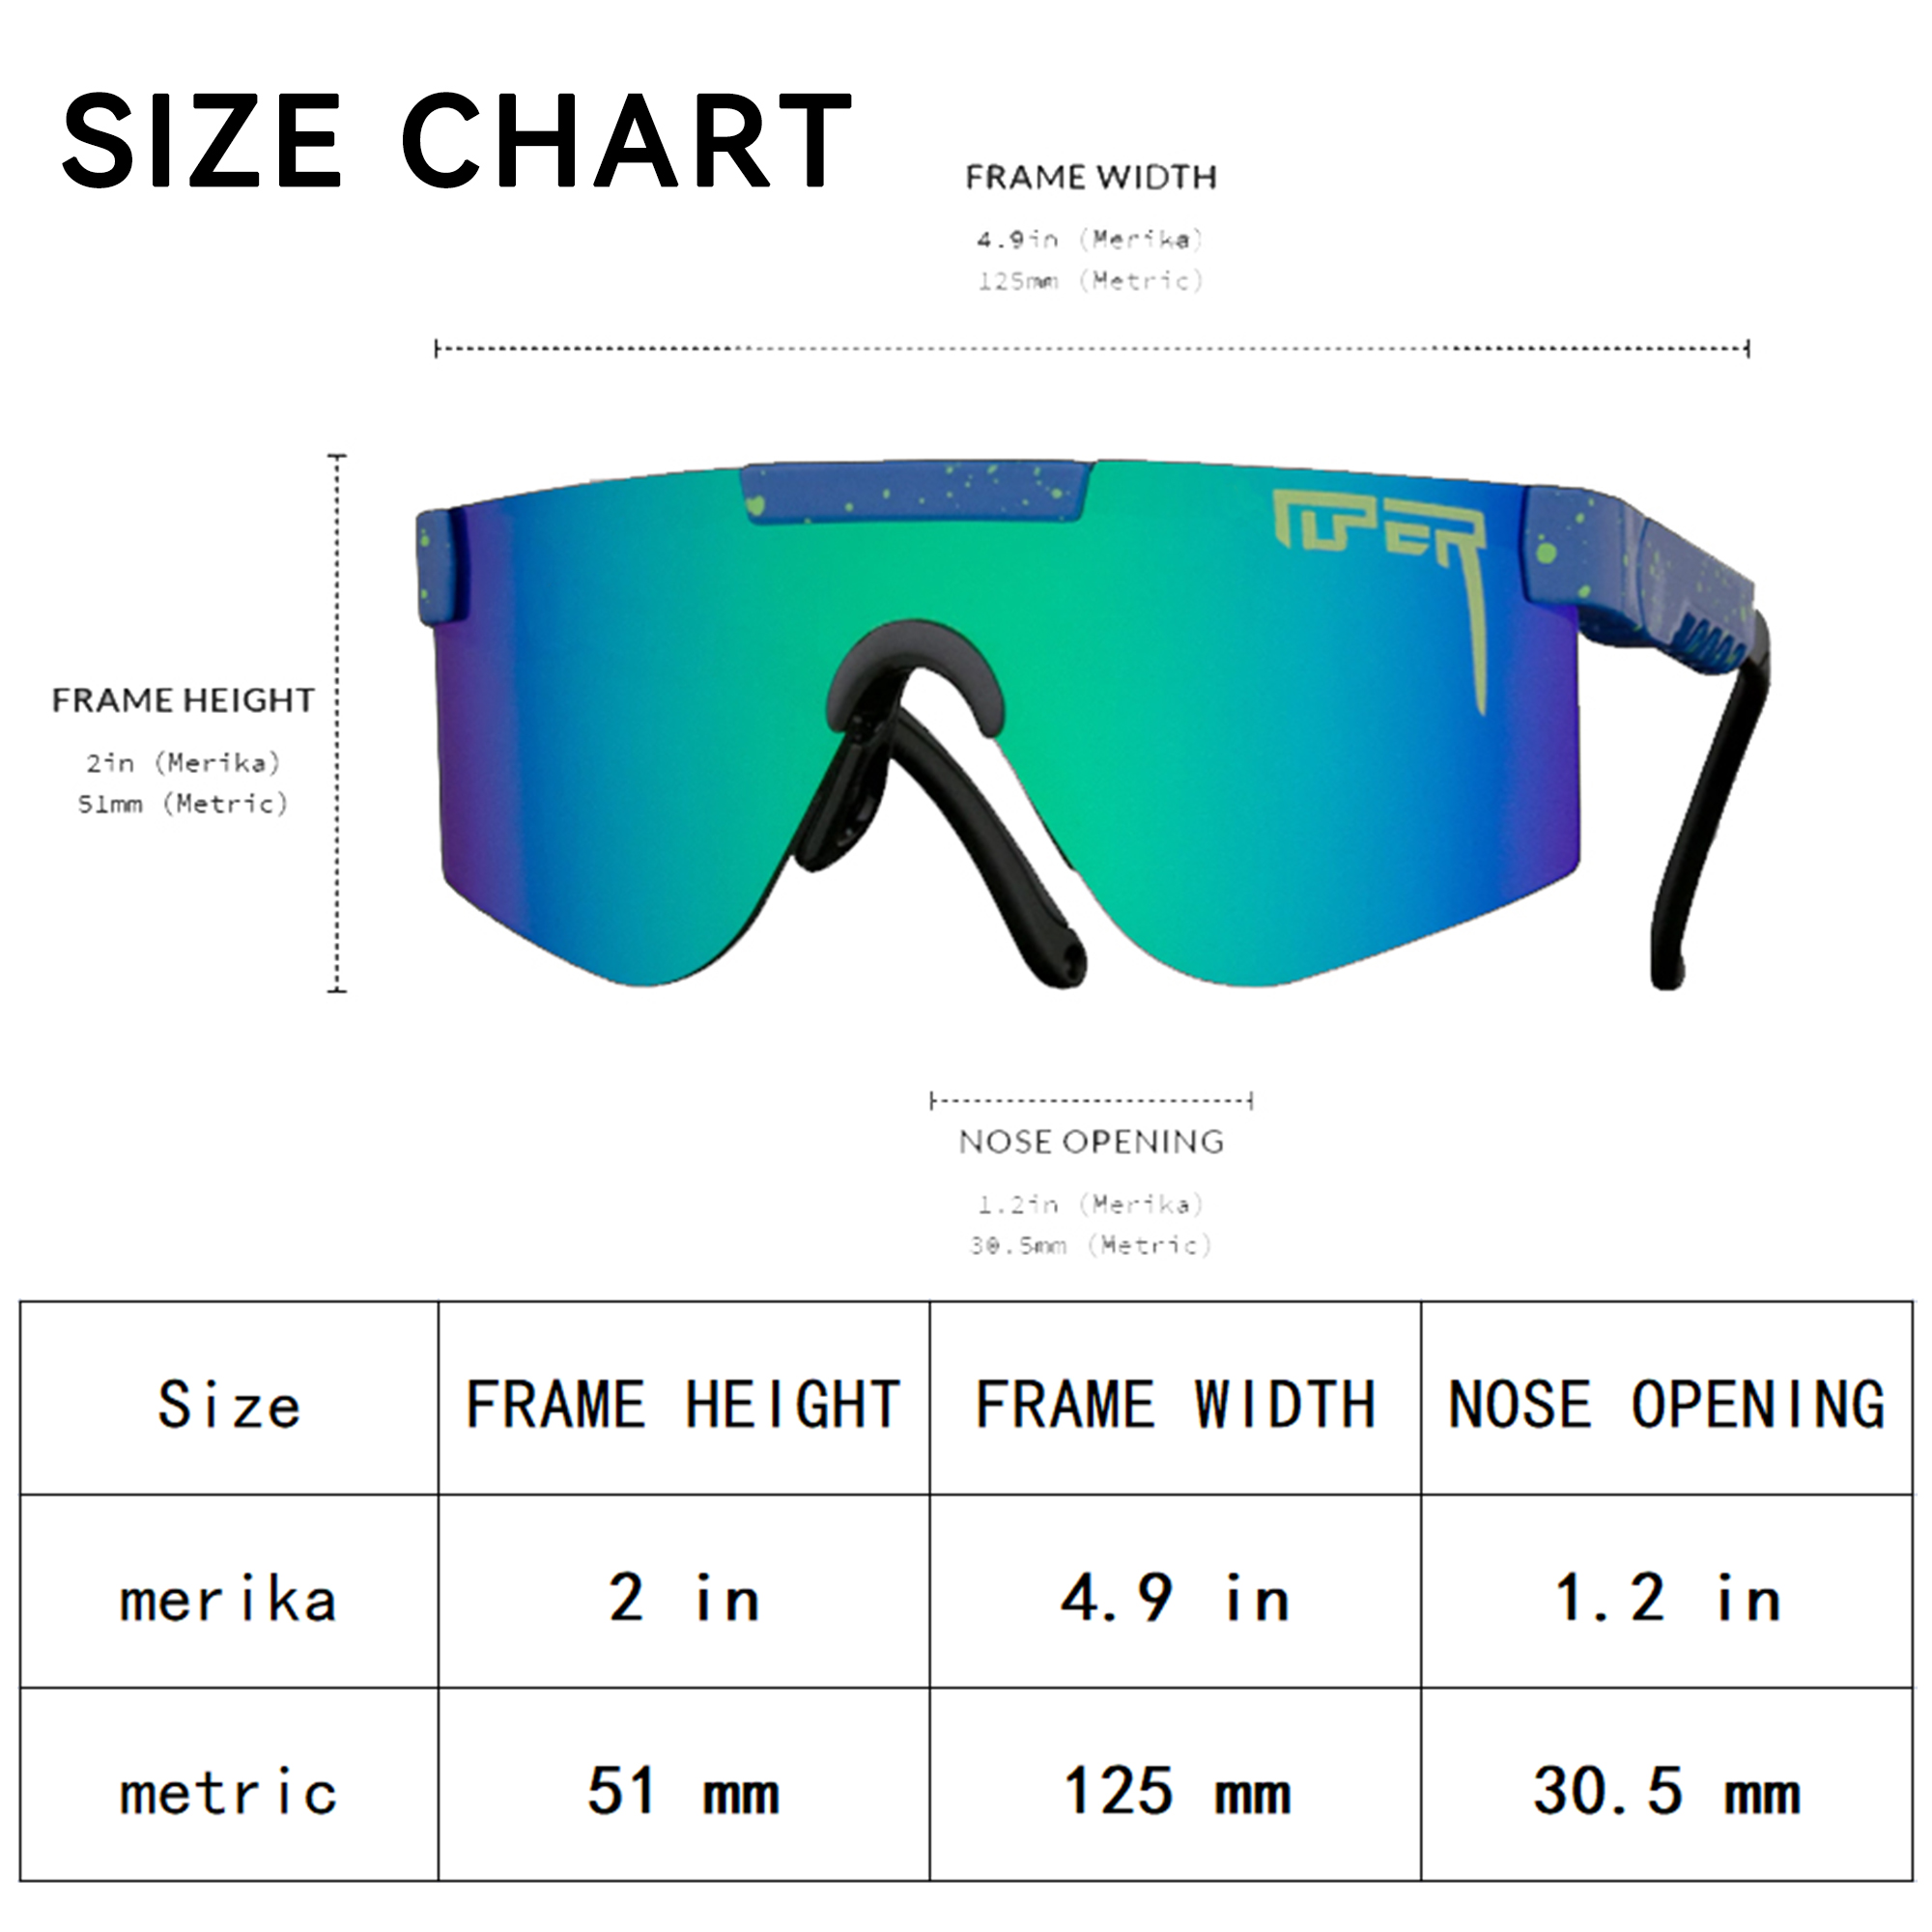 SIZE CHART
FRAME WIDTH
4.9in (Merika)
125mm (Metric)
FRAME HEIGHT
2in (Merika)
51mm (Metric)
NOSE OPENING
1.2in (Merika)
30.5mm (Metric)
Size FRAME HEIGHT FRAME WIDTH NOSE OPENING
merika 2 in 4.9 in 1.2 in
metric 51 mm 125 mm 30.5 mm